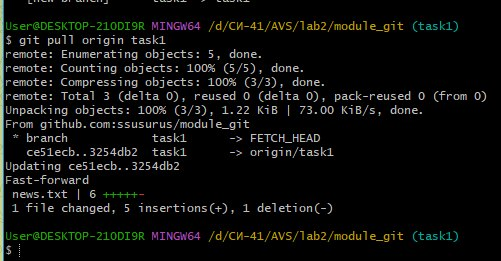 [new branch]      task1      -> task1
User@DESKTOP-21ODI9R MINGW64 /d/СИ-41/AVS/lab2/module_git (task1)
$ git pull origin task1
remote: Enumerating objects: 5, done.
remote: Counting objects: 100% (5/5), done.
remote: Compressing objects: 100% (3/3), done.
remote: Total 3 (delta 0), reused 0 (delta 0), pack-reused 0 (from 0)
Unpacking objects: 100% (3/3), 1.22 KiB | 73.00 KiB/s, done.
From github.com:ssusurus/module_git
 * branch            task1      -> FETCH_HEAD
   ce51ecb..3254db2  task1      -> origin/task1
Updating ce51ecb..3254db2
Fast-forward
 news.txt | 6 +++++-
 1 file changed, 5 insertions(+), 1 deletion(-)
User@DESKTOP-21ODI9R MINGW64 /d/СИ-41/AVS/lab2/module_git (task1)
$